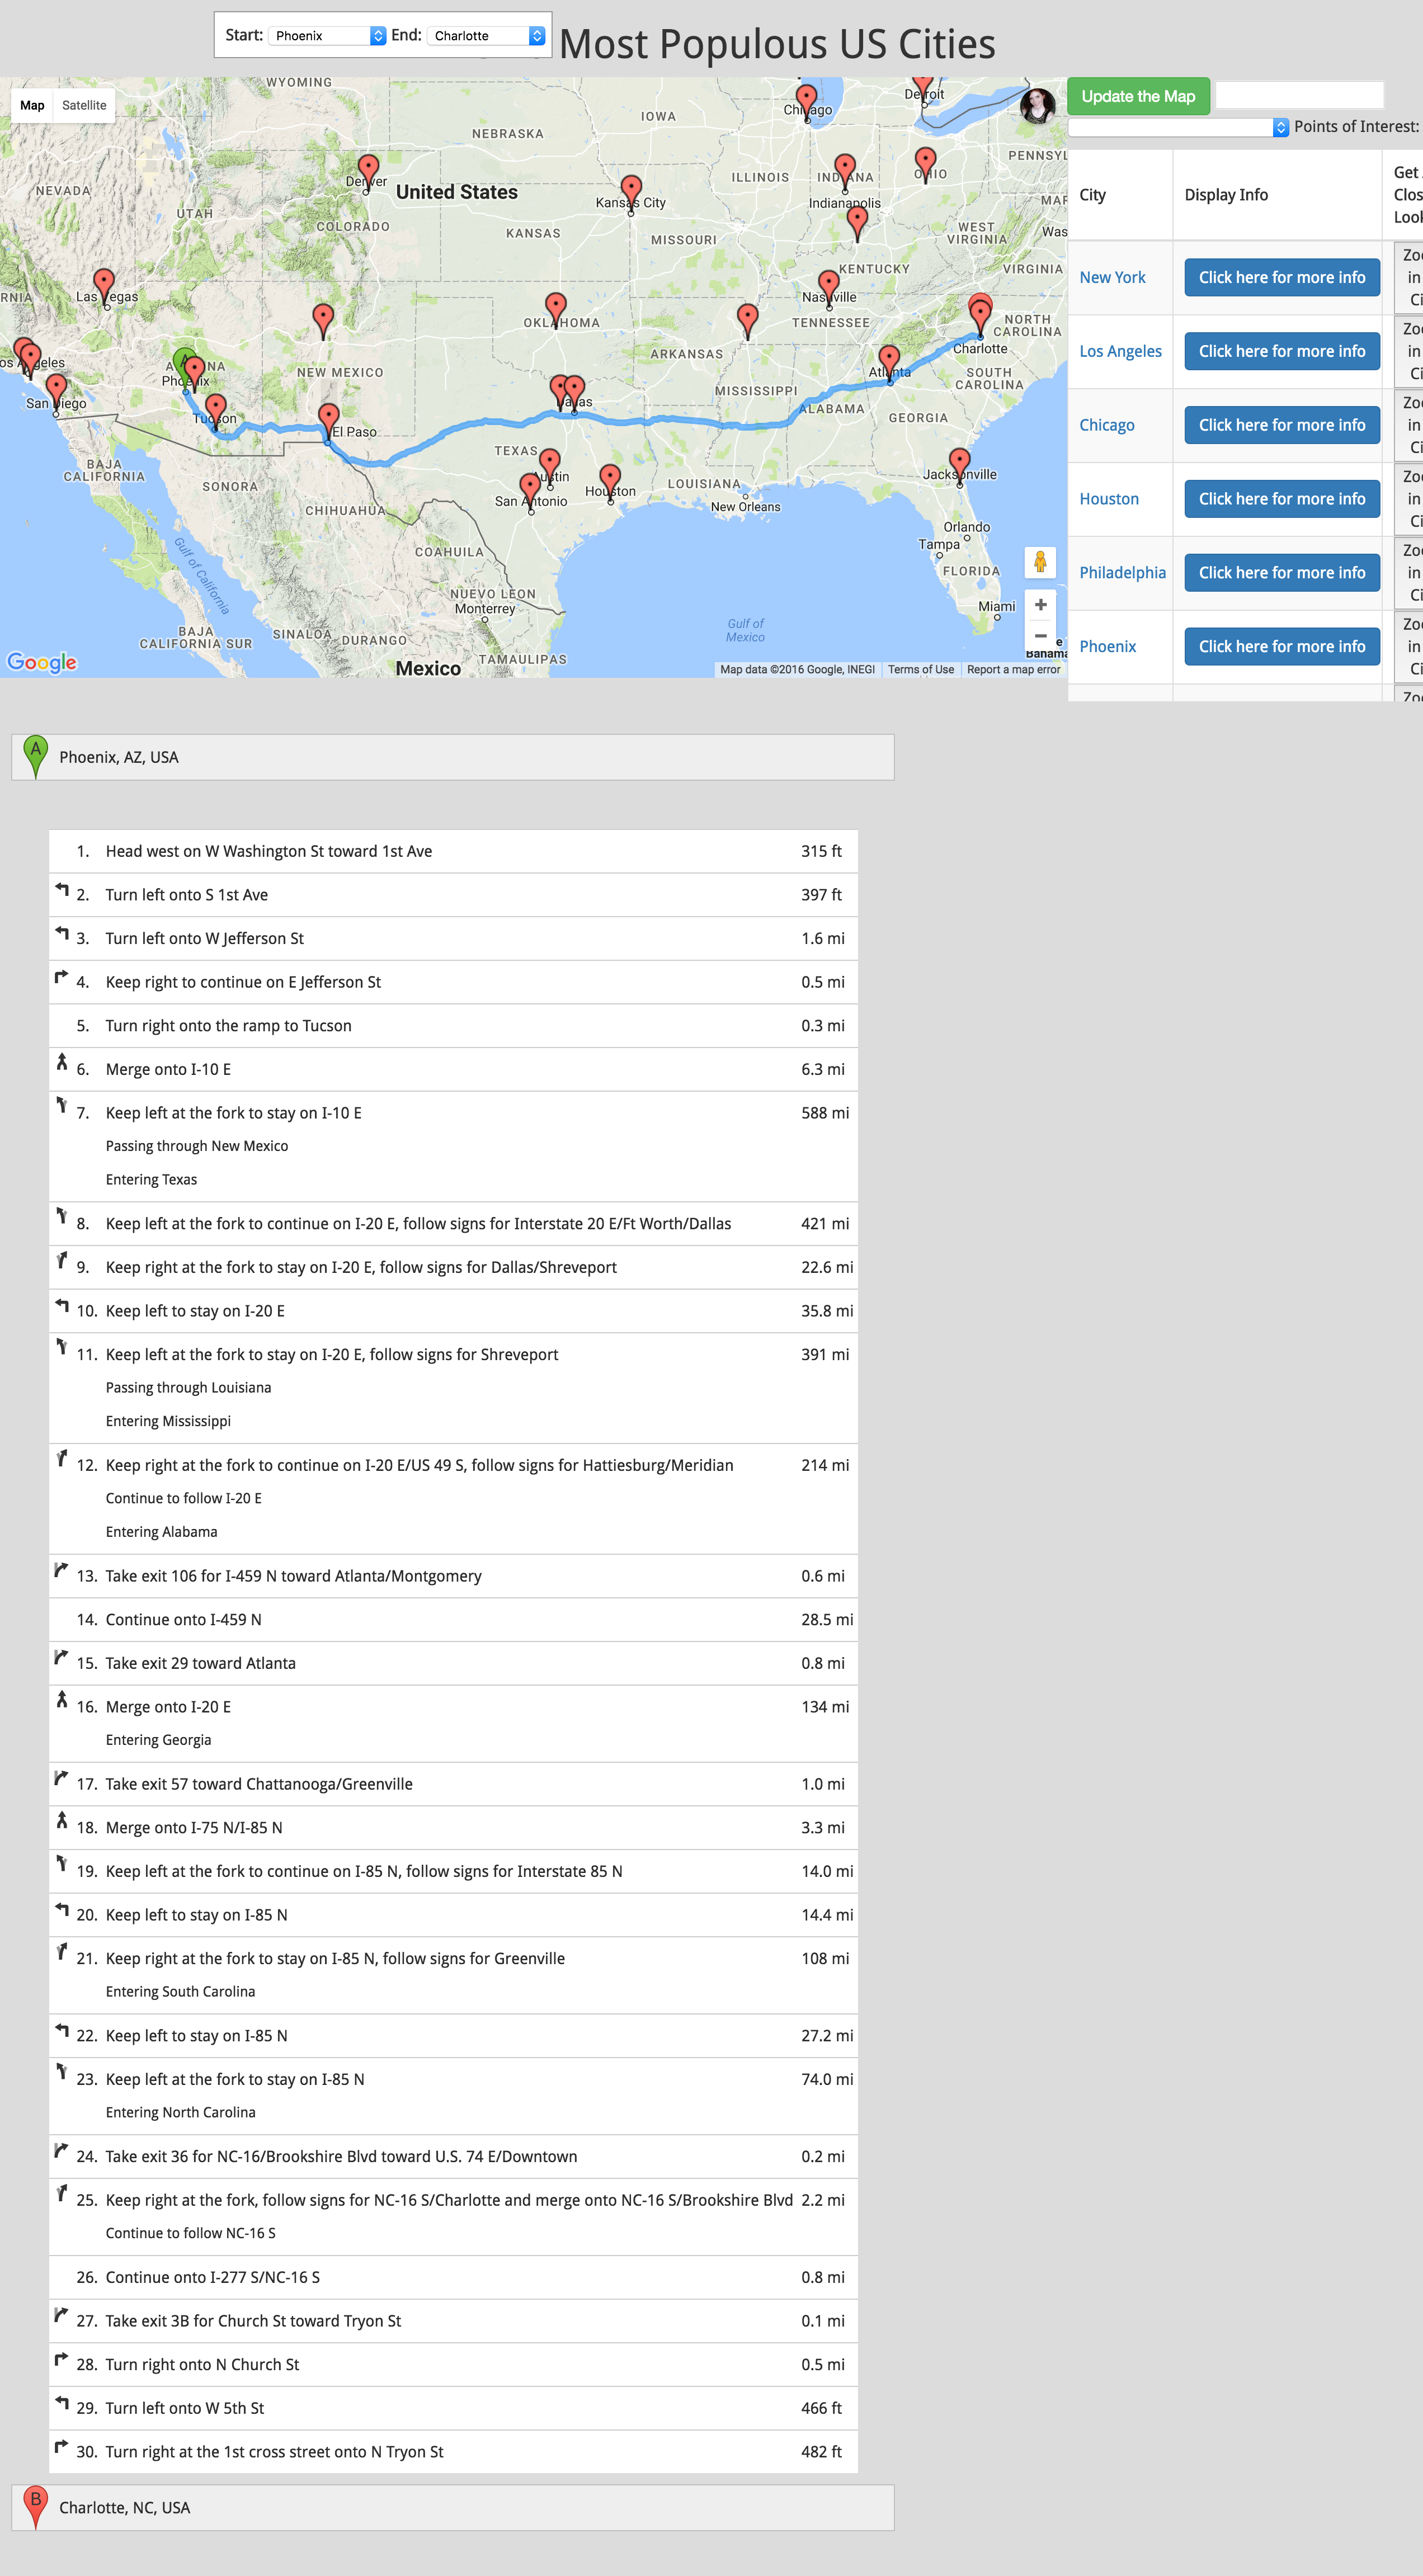 Start: Phoenix End: Charlotte
Most Populous US Cities
Map Satellite
WYOMING
IOWA
Chicago
Detroit
NEBRASKA
PENNSYL
NEVADA
Denver
United States
ILLINOIS
INDIANA
OHIO
UTAH
Kansas City
Indianapolis
MAR
COLORADO
KANSAS
MISSOURI
WEST
VIRGINIA
Was
KENTUCKY
VIRGINIA
Las Vegas
RNIA
Nashville
OKLAHOMA
TENNESSEE
NORTH
CAROLINA
os Angeles
ARIZONA
Phoenix
NEW MEXICO
ARKANSAS
Charlotte
Atlanta
SOUTH
CAROLINA
San Diego
Tucson
Dallas
MISSISSIPPI
ALABAMA
GEORGIA
El Paso
TEXAS
BAJA
CALIFORNIA
SONORA
Austin
San Antonio
Houston
LOUISIANA
Jacksonville
CHIHUAHUA
New Orleans
Gulf of California
COAHUILA
Orlando
Tampa
FLORIDA
NUEVO LEON
Monterrey
Miami
BAJA
CALIFORNIA SUR
SINALOA
DURANGO
Gulf of
Mexico
TAMAULIPAS
Mexico
e
Bahama
+
−
Google
Map data ©2016 Google, INEGI Terms of Use Report a map error
A
Update the Map
Points of Interest:
City Display Info Get
Clos
Look
New York Click here for more info Zoo
in
Ci
Los Angeles Click here for more info Zoo
in
Ci
Chicago Click here for more info Zoo
in
Ci
Houston Click here for more info Zoo
in
Ci
Philadelphia Click here for more info Zoo
in
Ci
Phoenix Click here for more info Zoo
in
Ci
Zoo
A Phoenix, AZ, USA
1. Head west on W Washington St toward 1st Ave 315 ft
2. Turn left onto S 1st Ave 397 ft
3. Turn left onto W Jefferson St 1.6 mi
4. Keep right to continue on E Jefferson St 0.5 mi
5. Turn right onto the ramp to Tucson 0.3 mi
6. Merge onto I-10 E 6.3 mi
7. Keep left at the fork to stay on I-10 E 588 mi
Passing through New Mexico
Entering Texas
8. Keep left at the fork to continue on I-20 E, follow signs for Interstate 20 E/Ft Worth/Dallas 421 mi
9. Keep right at the fork to stay on I-20 E, follow signs for Dallas/Shreveport 22.6 mi
10. Keep left to stay on I-20 E 35.8 mi
11. Keep left at the fork to stay on I-20 E, follow signs for Shreveport 391 mi
Passing through Louisiana
Entering Mississippi
12. Keep right at the fork to continue on I-20 E/US 49 S, follow signs for Hattiesburg/Meridian 214 mi
Continue to follow I-20 E
Entering Alabama
13. Take exit 106 for I-459 N toward Atlanta/Montgomery 0.6 mi
14. Continue onto I-459 N 28.5 mi
15. Take exit 29 toward Atlanta 0.8 mi
16. Merge onto I-20 E 134 mi
Entering Georgia
17. Take exit 57 toward Chattanooga/Greenville 1.0 mi
18. Merge onto I-75 N/I-85 N 3.3 mi
19. Keep left at the fork to continue on I-85 N, follow signs for Interstate 85 N 14.0 mi
20. Keep left to stay on I-85 N 14.4 mi
21. Keep right at the fork to stay on I-85 N, follow signs for Greenville 108 mi
Entering South Carolina
22. Keep left to stay on I-85 N 27.2 mi
23. Keep left at the fork to stay on I-85 N 74.0 mi
Entering North Carolina
24. Take exit 36 for NC-16/Brookshire Blvd toward U.S. 74 E/Downtown 0.2 mi
25. Keep right at the fork, follow signs for NC-16 S/Charlotte and merge onto NC-16 S/Brookshire Blvd 2.2 mi
Continue to follow NC-16 S
26. Continue onto I-277 S/NC-16 S 0.8 mi
27. Take exit 3B for Church St toward Tryon St 0.1 mi
28. Turn right onto N Church St 0.5 mi
29. Turn left onto W 5th St 466 ft
30. Turn right at the 1st cross street onto N Tryon St 482 ft
B Charlotte, NC, USA